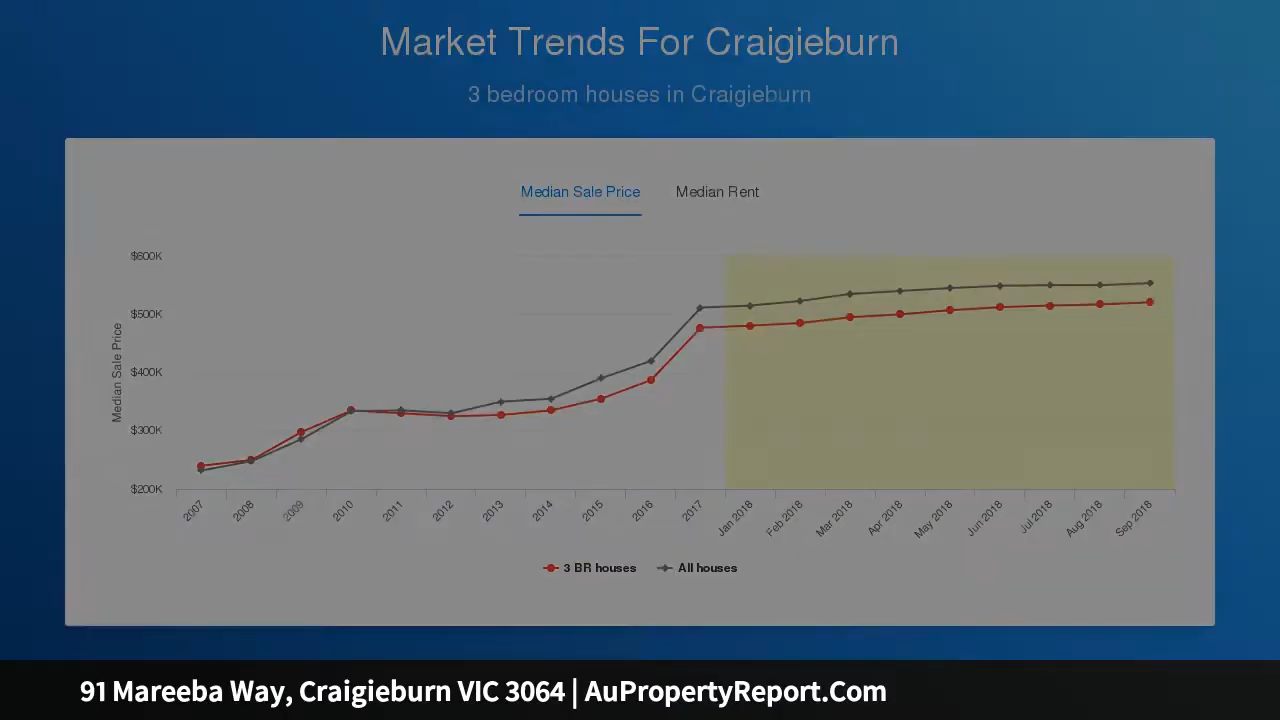 Market Trends For Craigieburn
3 bedroom houses in Craigieburn
Median Sale Price Median Rent
Median Sale Price
$600K
$500K
$400K
$300K
$200K
2007 2008 2009 2010 2011 2012 2013 2014 2015 2016 2017 Jan 2018 Feb 2018 Mar 2018 Apr 2018 May 2018 Jun 2018 Jul 2018 Aug 2018 Sep 2018
3 BR houses All houses
91 Mareeba Way, Craigieburn VIC 3064 | AuPropertyReport.Com